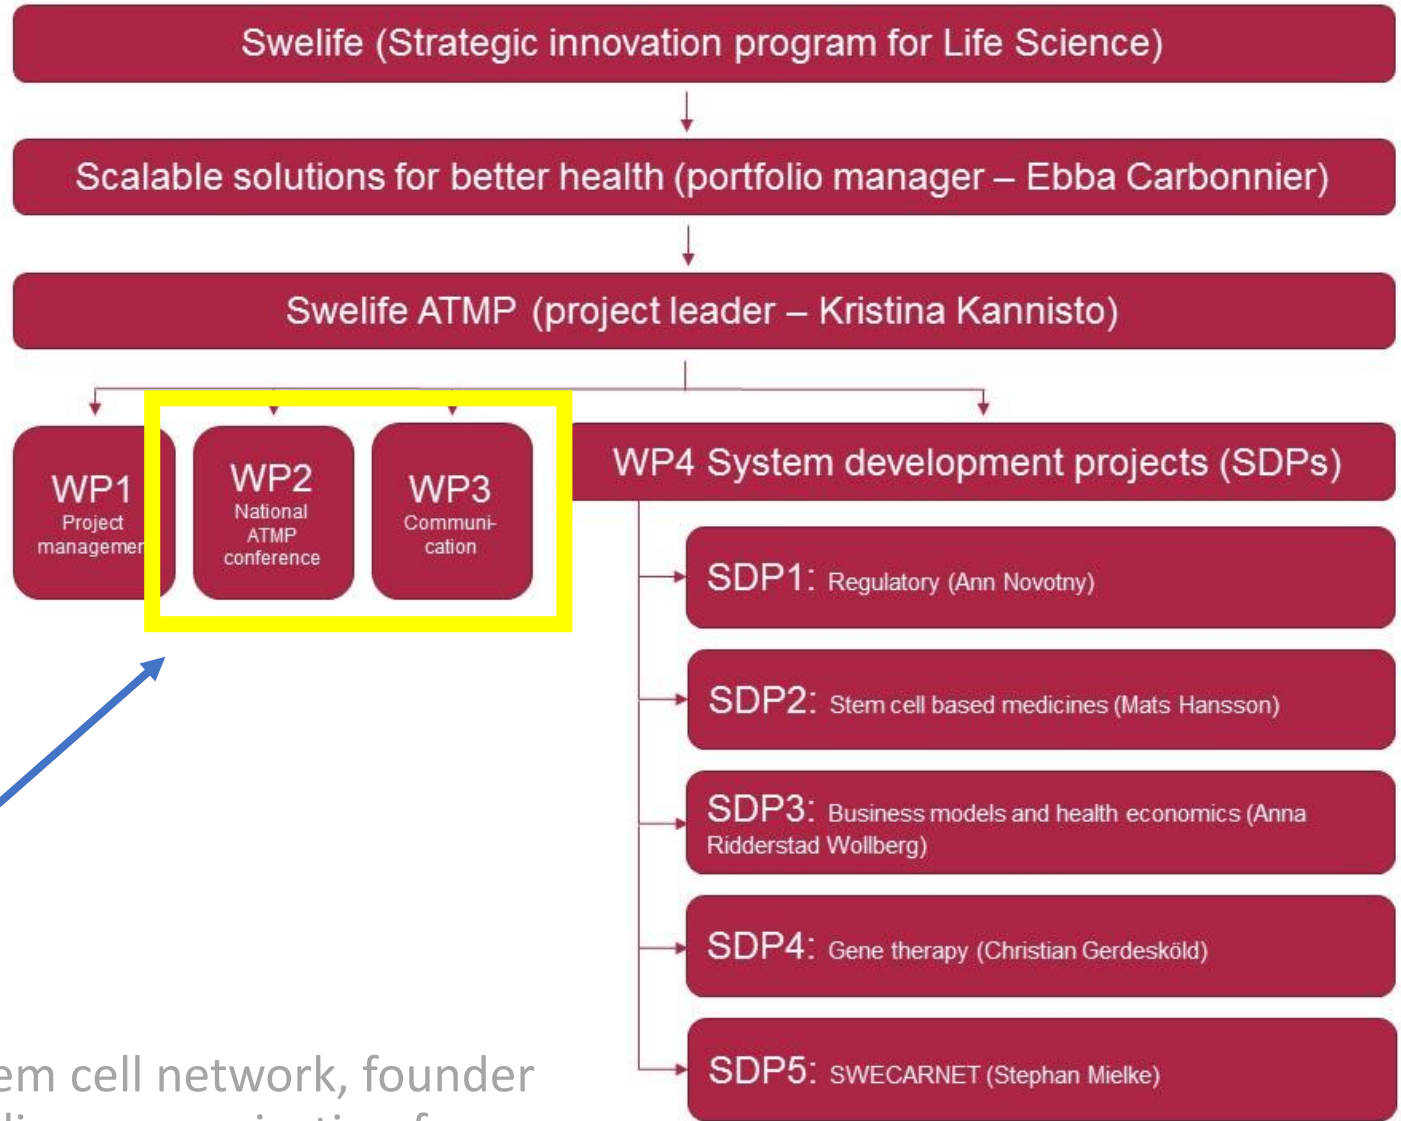 Swelife (Strategic innovation program for Life Science)
Scalable solutions for better health (portfolio manager – Ebba Carbonnier)
Swelife ATMP (project leader – Kristina Kannisto)
WP1
Project
managemen
WP2
National
ATMP
conference
WP3
Communi-
cation
WP4 System development projects (SDPs)
SDP1: Regulatory (Ann Novotny)
SDP2: Stem cell based medicines (Mats Hansson)
SDP3: Business models and health economics (Anna
Ridderstad Wollberg)
SDP4: Gene therapy (Christian Gerdesköld)
SDP5: SWECARNET (Stephan Mielke)
em cell network, founder